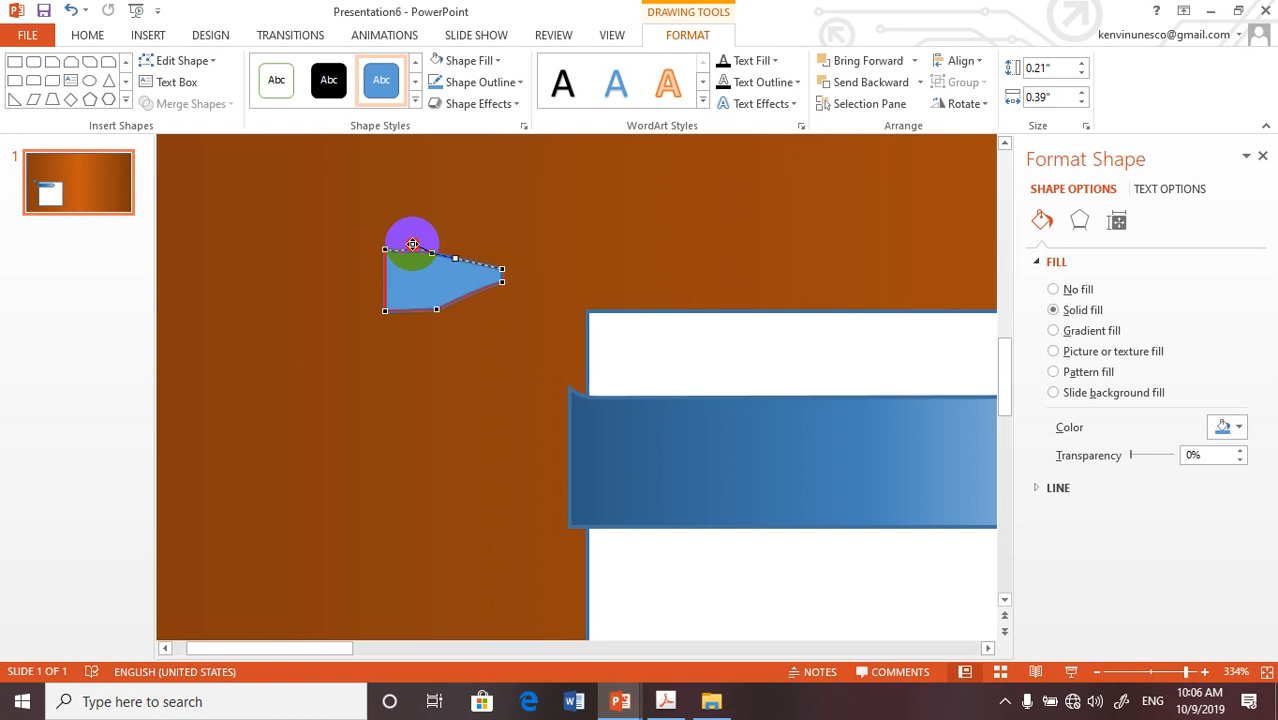 Presentation6 - PowerPoint
DRAWING TOOLS
?
FILE
HOME
INSERT
DESIGN
TRANSITIONS
ANIMATIONS
SLIDE SHOW
REVIEW
VIEW
FORMAT
kenvinunesco@gmail.com
Edit Shape
Text Box
Merge Shapes
Insert Shapes
Abc
Abc
Abc
Shape Fill
Shape Outline
Shape Effects
Shape Styles
A
A
A
Text Fill
Text Outline
Text Effects
WordArt Styles
Bring Forward
Send Backward
Selection Pane
Align
Group
Rotate
Arrange
0.21"
0.39"
Size
1
Format Shape
SHAPE OPTIONS
TEXT OPTIONS
FILL
No fill
Solid fill
Gradient fill
Picture or texture fill
Pattern fill
Slide background fill
Color
Transparency
0%
LINE
SLIDE 1 OF 1
ENGLISH (UNITED STATES)
NOTES
COMMENTS
334%
Type here to search
ENG
10:06 AM
10/9/2019